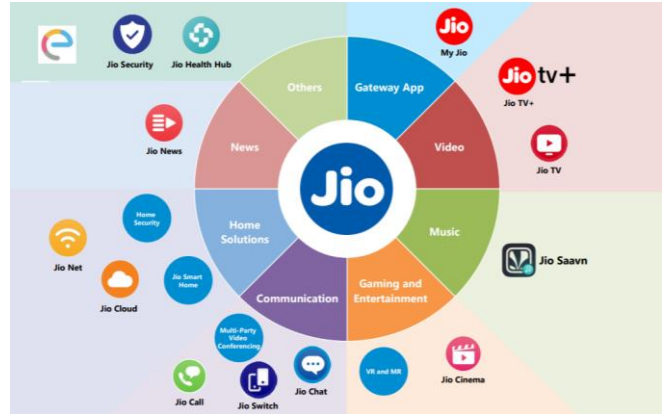 Jio
My Jio
Jio Security
Jio Health Hub
Others
Gateway App
Jio tv+
Jio TV+
Jio News
News
Video
Jio TV
Jio
Home
Security
Home
Solutions
Music
Jio Net
Jio Smart
Home
Jio Saavn
Jio Cloud
Communication
Gaming and
Entertainment
Multi-Party
Video
Conferencing
VR and MR
Jio Cinema
Jio Call
Jio Switch
Jio Chat